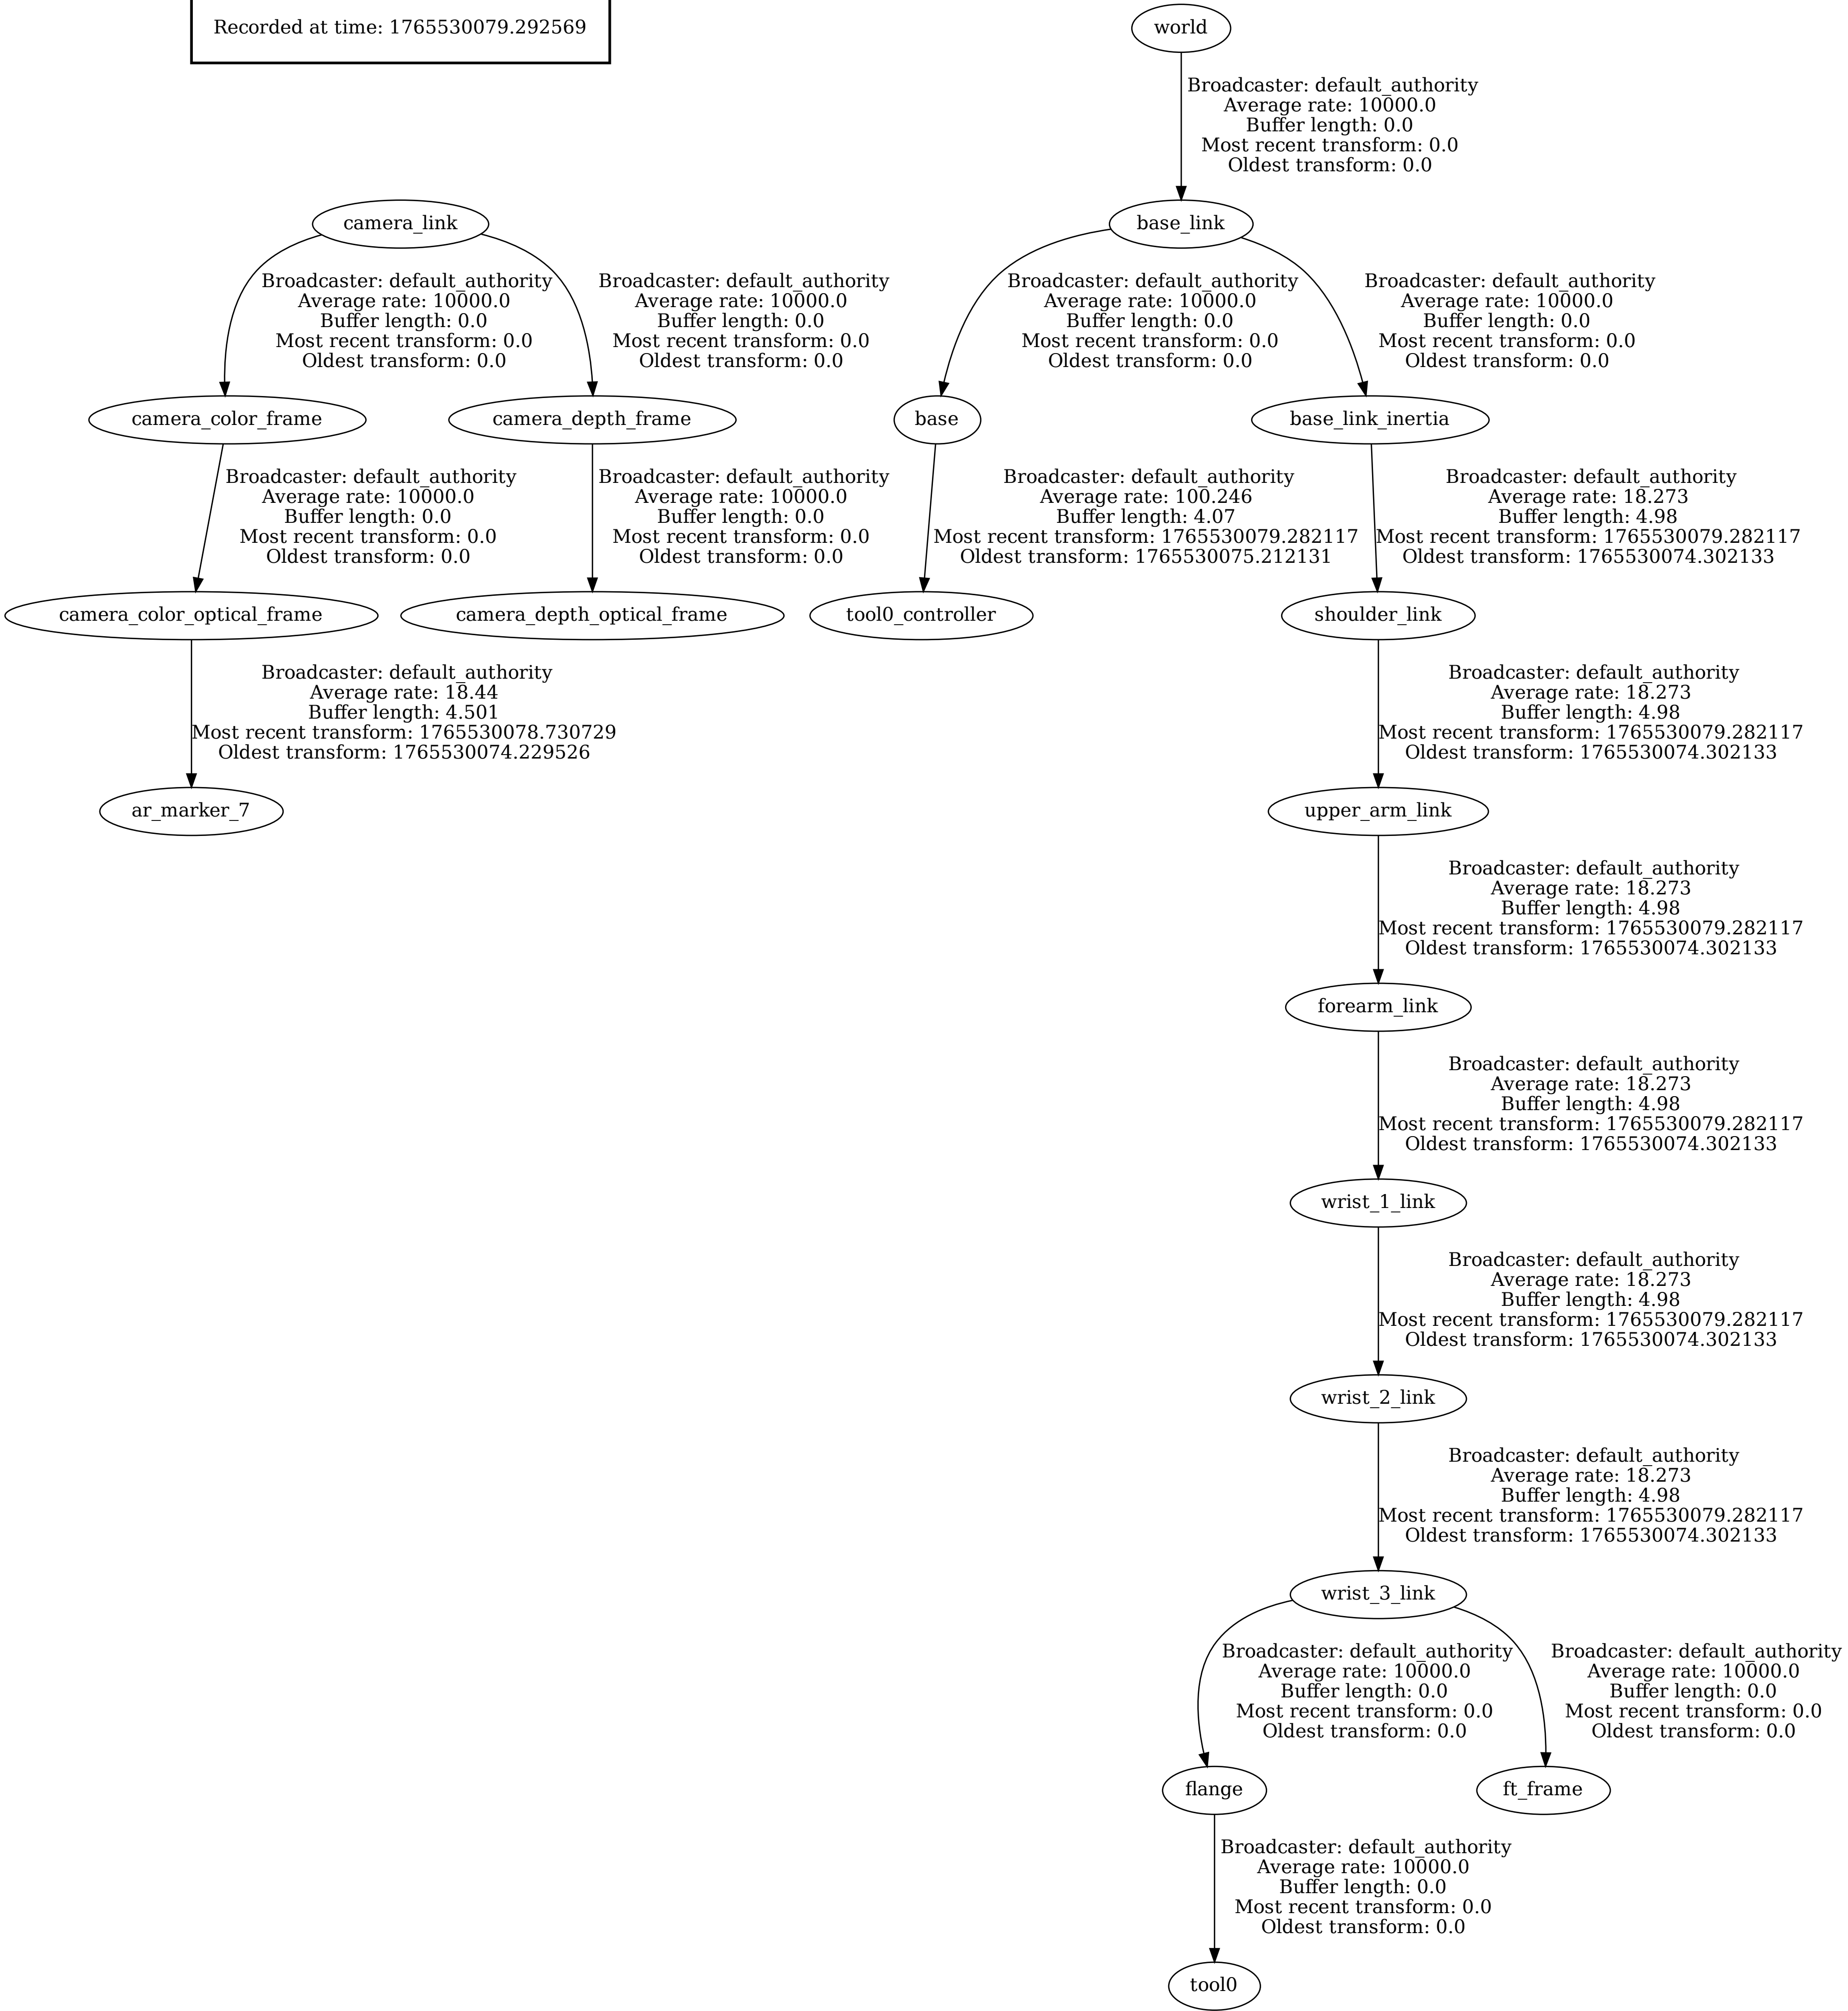 Recorded at time: 1765530079.292569
world
Broadcaster: default_authority
Average rate: 10000.0
Buffer length: 0.0
Most recent transform: 0.0
Oldest transform: 0.0
camera_link
base_link
Broadcaster: default_authority
Average rate: 10000.0
Buffer length: 0.0
Most recent transform: 0.0
Oldest transform: 0.0
Broadcaster: default_authority
Average rate: 10000.0
Buffer length: 0.0
Most recent transform: 0.0
Oldest transform: 0.0
Broadcaster: default_authority
Average rate: 10000.0
Buffer length: 0.0
Most recent transform: 0.0
Oldest transform: 0.0
Broadcaster: default_authority
Average rate: 10000.0
Buffer length: 0.0
Most recent transform: 0.0
Oldest transform: 0.0
camera_color_frame
camera_depth_frame
base
base_link_inertia
Broadcaster: default_authority
Average rate: 10000.0
Buffer length: 0.0
Most recent transform: 0.0
Oldest transform: 0.0
Broadcaster: default_authority
Average rate: 10000.0
Buffer length: 0.0
Most recent transform: 0.0
Oldest transform: 0.0
Broadcaster: default_authority
Average rate: 100.246
Buffer length: 4.07
Most recent transform: 1765530079.282117
Oldest transform: 1765530075.212131
Broadcaster: default_authority
Average rate: 18.273
Buffer length: 4.98
Most recent transform: 1765530079.282117
Oldest transform: 1765530074.302133
camera_color_optical_frame
camera_depth_optical_frame
tool0_controller
shoulder_link
Broadcaster: default_authority
Average rate: 18.44
Buffer length: 4.501
Most recent transform: 1765530078.730729
Oldest transform: 1765530074.229526
Broadcaster: default_authority
Average rate: 18.273
Buffer length: 4.98
Most recent transform: 1765530079.282117
Oldest transform: 1765530074.302133
ar_marker_7
upper_arm_link
Broadcaster: default_authority
Average rate: 18.273
Buffer length: 4.98
Most recent transform: 1765530079.282117
Oldest transform: 1765530074.302133
forearm_link
Broadcaster: default_authority
Average rate: 18.273
Buffer length: 4.98
Most recent transform: 1765530079.282117
Oldest transform: 1765530074.302133
wrist_1_link
Broadcaster: default_authority
Average rate: 18.273
Buffer length: 4.98
Most recent transform: 1765530079.282117
Oldest transform: 1765530074.302133
wrist_2_link
Broadcaster: default_authority
Average rate: 18.273
Buffer length: 4.98
Most recent transform: 1765530079.282117
Oldest transform: 1765530074.302133
wrist_3_link
Broadcaster: default_authority
Average rate: 10000.0
Buffer length: 0.0
Most recent transform: 0.0
Oldest transform: 0.0
Broadcaster: default_authority
Average rate: 10000.0
Buffer length: 0.0
Most recent transform: 0.0
Oldest transform: 0.0
flange
ft_frame
Broadcaster: default_authority
Average rate: 10000.0
Buffer length: 0.0
Most recent transform: 0.0
Oldest transform: 0.0
tool0